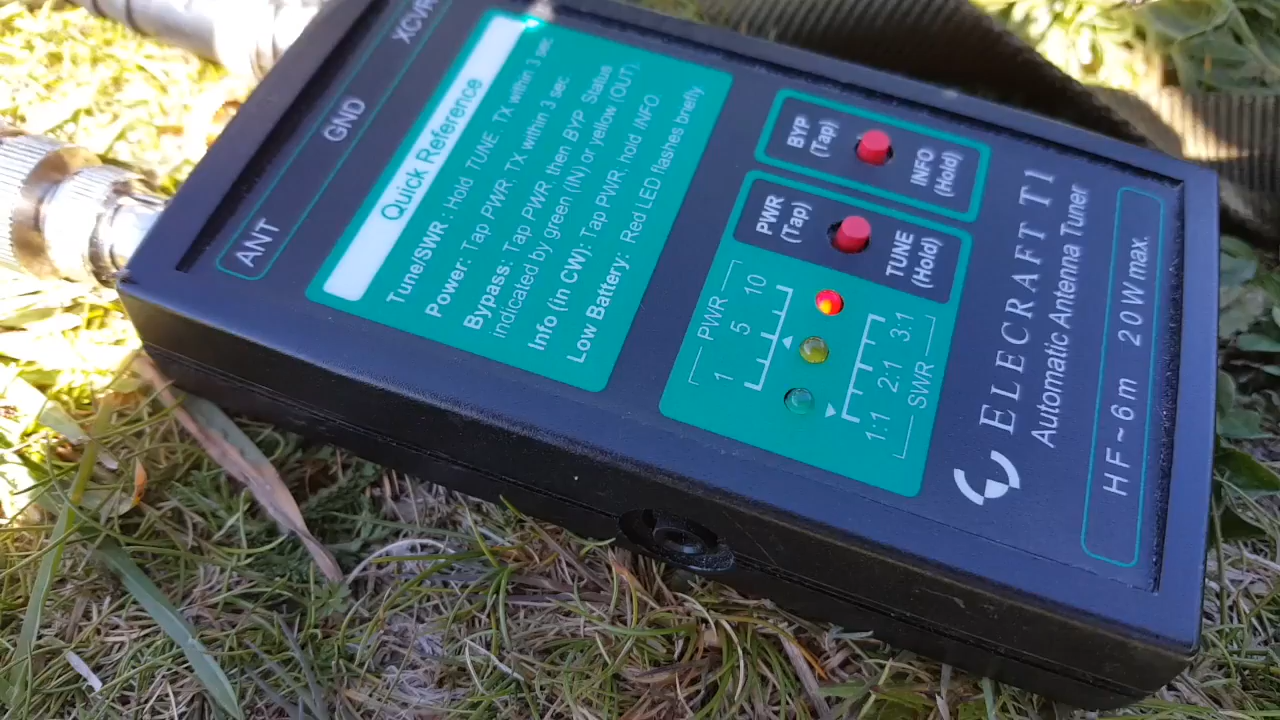 XCVR
GND
ANT
Quick Reference
Tune/SWR : Hold TUNE. TX within 3 sec
Power: Tap PWR. TX within 3 sec
Bypass: Tap PWR, then BYP. Status
indicatted by green (IN) or yellow (OUT).
Info (in CW): Tap PWR; hold INFO.
Low Battery: Red LED flashes briefly.
BYP
(Tap)
INFO
(Hold)
PWR
(Tap)
TUNE
(Hold)
PWR
1 5 10
1:1 2:1 3:1
SWR
ELECRAFT T1
Automatic Antenna Tuner
HF ~ 6 m 20 W max.